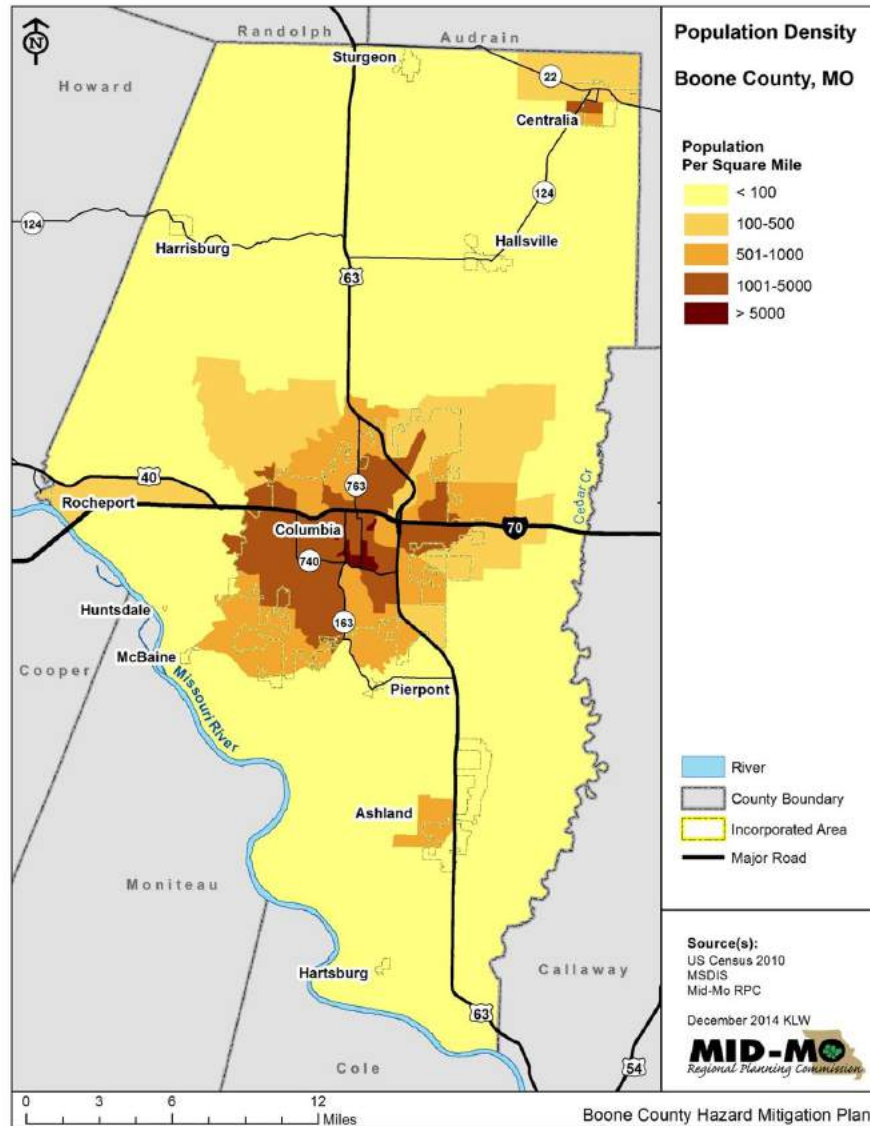 Population Density
Boone County, MO
Population
Per Square Mile
< 100
100-500
501-1000
1001-5000
> 5000
N
Randolph
Audrain
Howard
Sturgeon
22
Centralia
124
124
Harrisburg
Hallsville
63
40
763
Rocheport
Columbia
70
740
Cedar Cr
Huntsdale
163
McBaine
Cooper
Missouri River
Pierpont
Ashland
Moniteau
Hartsburg
Callaway
63
54
Cole
River
County Boundary
Incorporated Area
Major Road
Source(s):
US Census 2010
MSDIS
Mid-Mo RPC
December 2014 KLW
MID-MO
Regional Planning Commission
0 3 6 12
Miles
Boone County Hazard Mitigation Plan